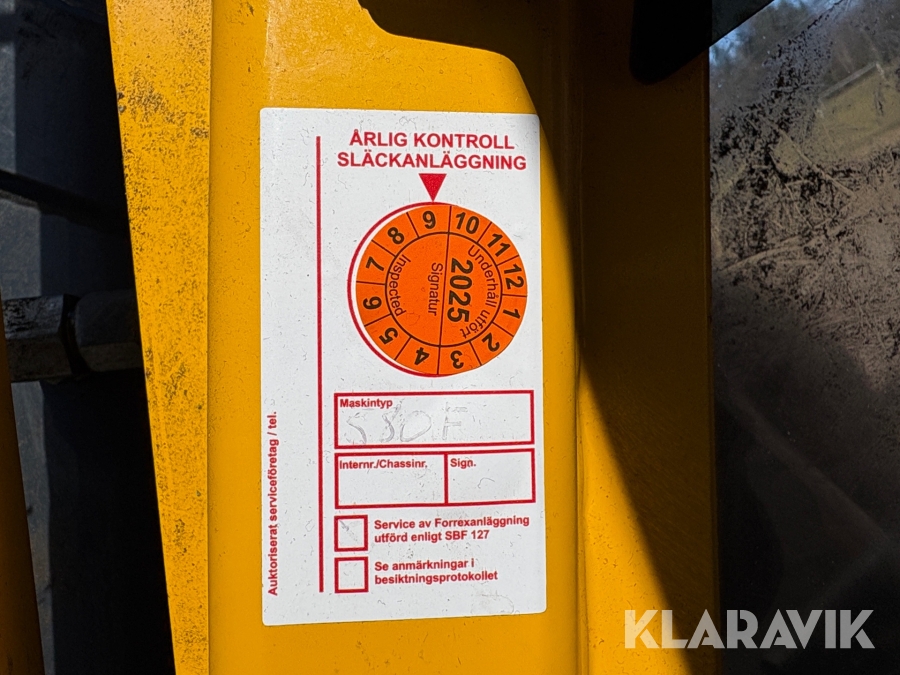 ÅRLIG KONTROLL
SLÄCKANLÄGGNING
1 2 3 4 5 6 7 8 9 10 11 12
Underhåll utfört
2025
Signatur
Inspected
Maskintyp
530 F
Internr./Chassinr.
Sign.
Service av Forrexanläggning
utförd enligt SBF 127
Se anmärkningar i
besiktningsprotokollet
Auktoriserat serviceföretag / tel.
KLARAVIK